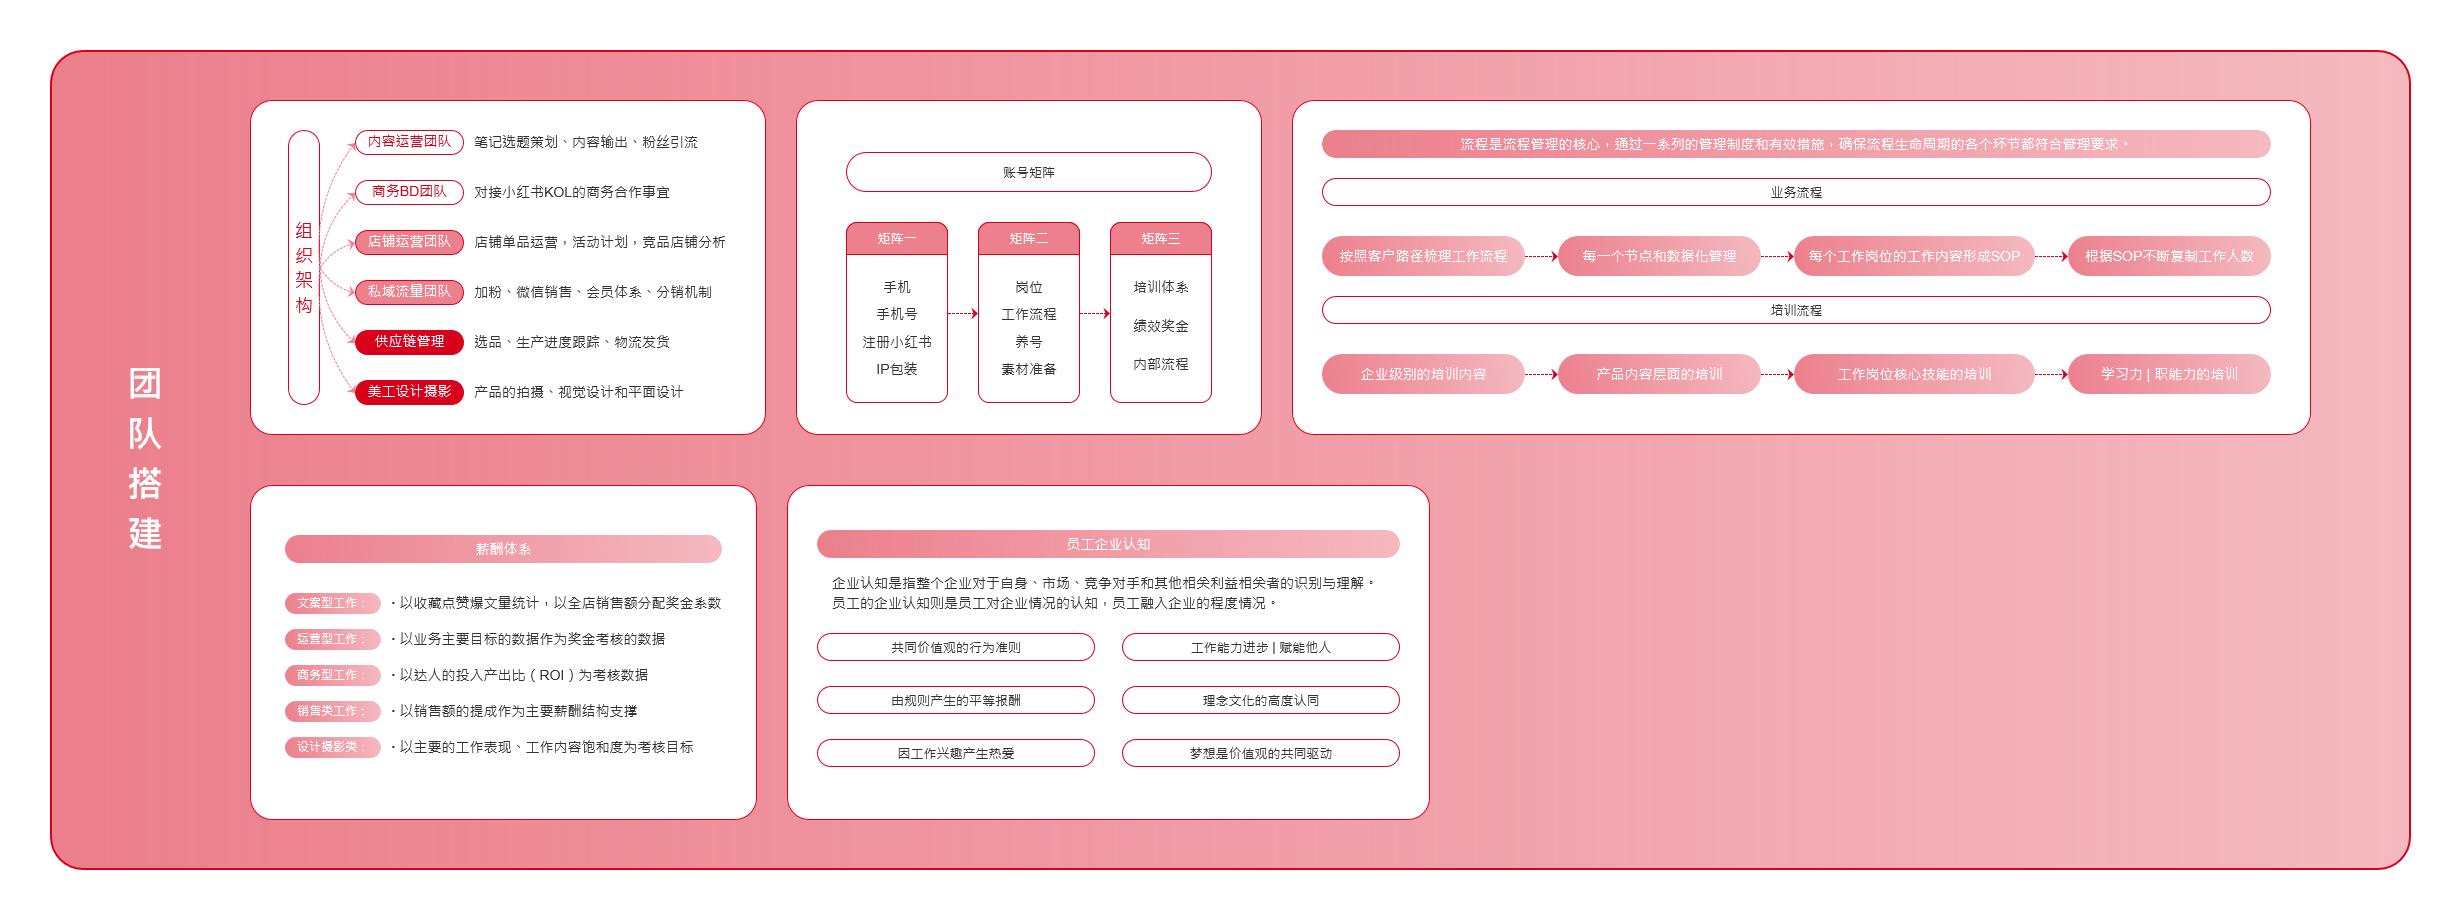 团队搭建
组织架构
内容运营团队 笔记选题策划、内容输出、粉丝引流
商务BD团队 对接小红书KOL的商务合作事宜
店铺运营团队 店铺单品运营，活动计划，竞品店铺分析
私域流量团队 加粉、微信销售、会员体系、分销机制
供应链管理 选品、生产进度跟踪、物流发货
美工设计摄影 产品的拍摄、视觉设计和平面设计
账号矩阵
矩阵一
手机
手机号
注册小红书
IP包装
矩阵二
岗位
工作流程
养号
素材准备
矩阵三
培训体系
绩效奖金
内部流程
流程是流程管理的核心，通过一系列的管理制度和有效措施，确保流程生命周期的各个环节都符合管理要求。
业务流程
按照客户路径梳理工作流程
每一个节点和数据化管理
每个工作岗位的工作内容形成SOP
根据SOP不断复制工作人数
培训流程
企业级别的培训内容
产品内容层面的培训
工作岗位核心技能的培训
学习力 | 职能力的培训
薪酬体系
文案型工作： · 以收藏点赞爆文量统计，以全店销售额分配奖金系数
运营型工作： · 以业务主要目标的数据作为奖金考核的数据
商务型工作： · 以达人的投入产出比（ROI）为考核数据
销售类工作： · 以销售额的提成作为主要薪酬结构支撑
设计摄影类： · 以主要的工作表现、工作内容饱和度为考核目标
员工企业认知
企业认知是指整个企业对于自身、市场、竞争对手和其他相关利益相关者的识别与理解。
员工的企业认知则是员工对企业情况的认知，员工融入企业的程度情况。
共同价值观的行为准则
工作能力进步 | 赋能他人
由规则产生的平等报酬
理念文化的高度认同
因工作兴趣产生热爱
梦想是价值观的共同驱动